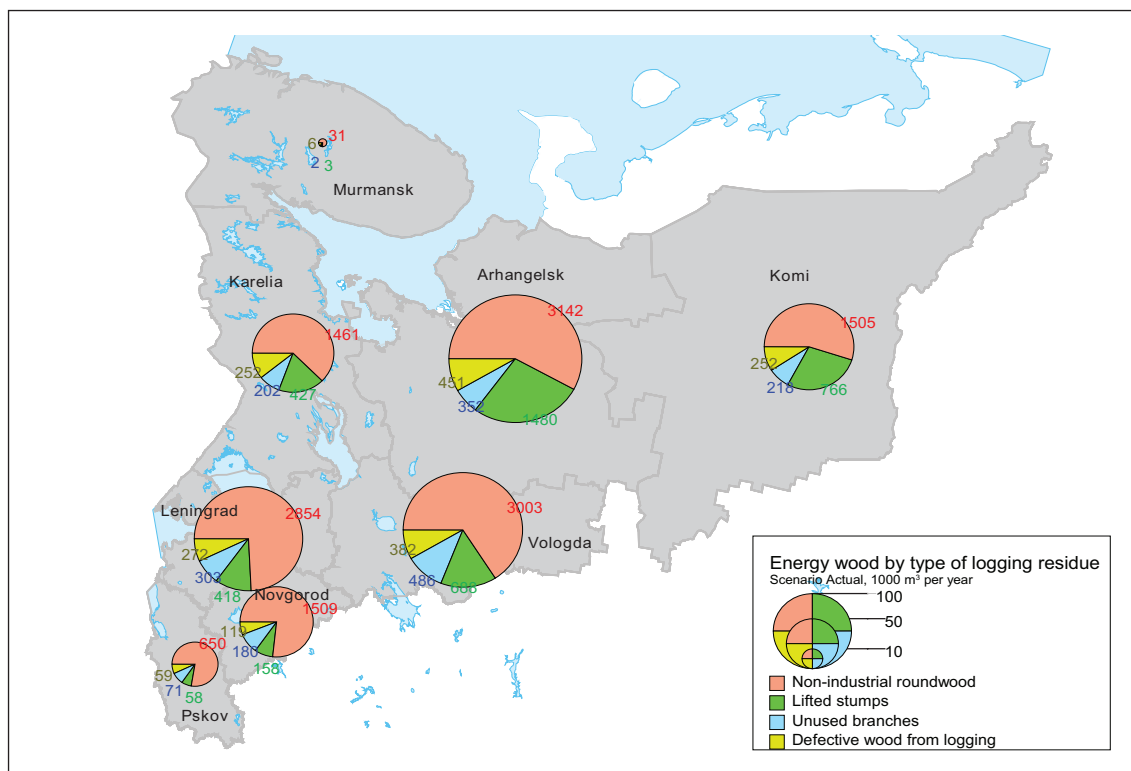 31
6
2
3
Murmansk
Karelia
1461
252
202
427
Arhangelsk
3142
451
352
1480
Komi
1505
252
218
766
Leningrad
2854
272
303
418
3003
Vologda
382
486
688
Novgorod
1509
119
180
158
650
59
71
58
Pskov
Energy wood by type of logging residue
Scenario Actual, 1000 m³ per year
100
50
10
Non-industrial roundwood
Lifted stumps
Unused branches
Defective wood from logging